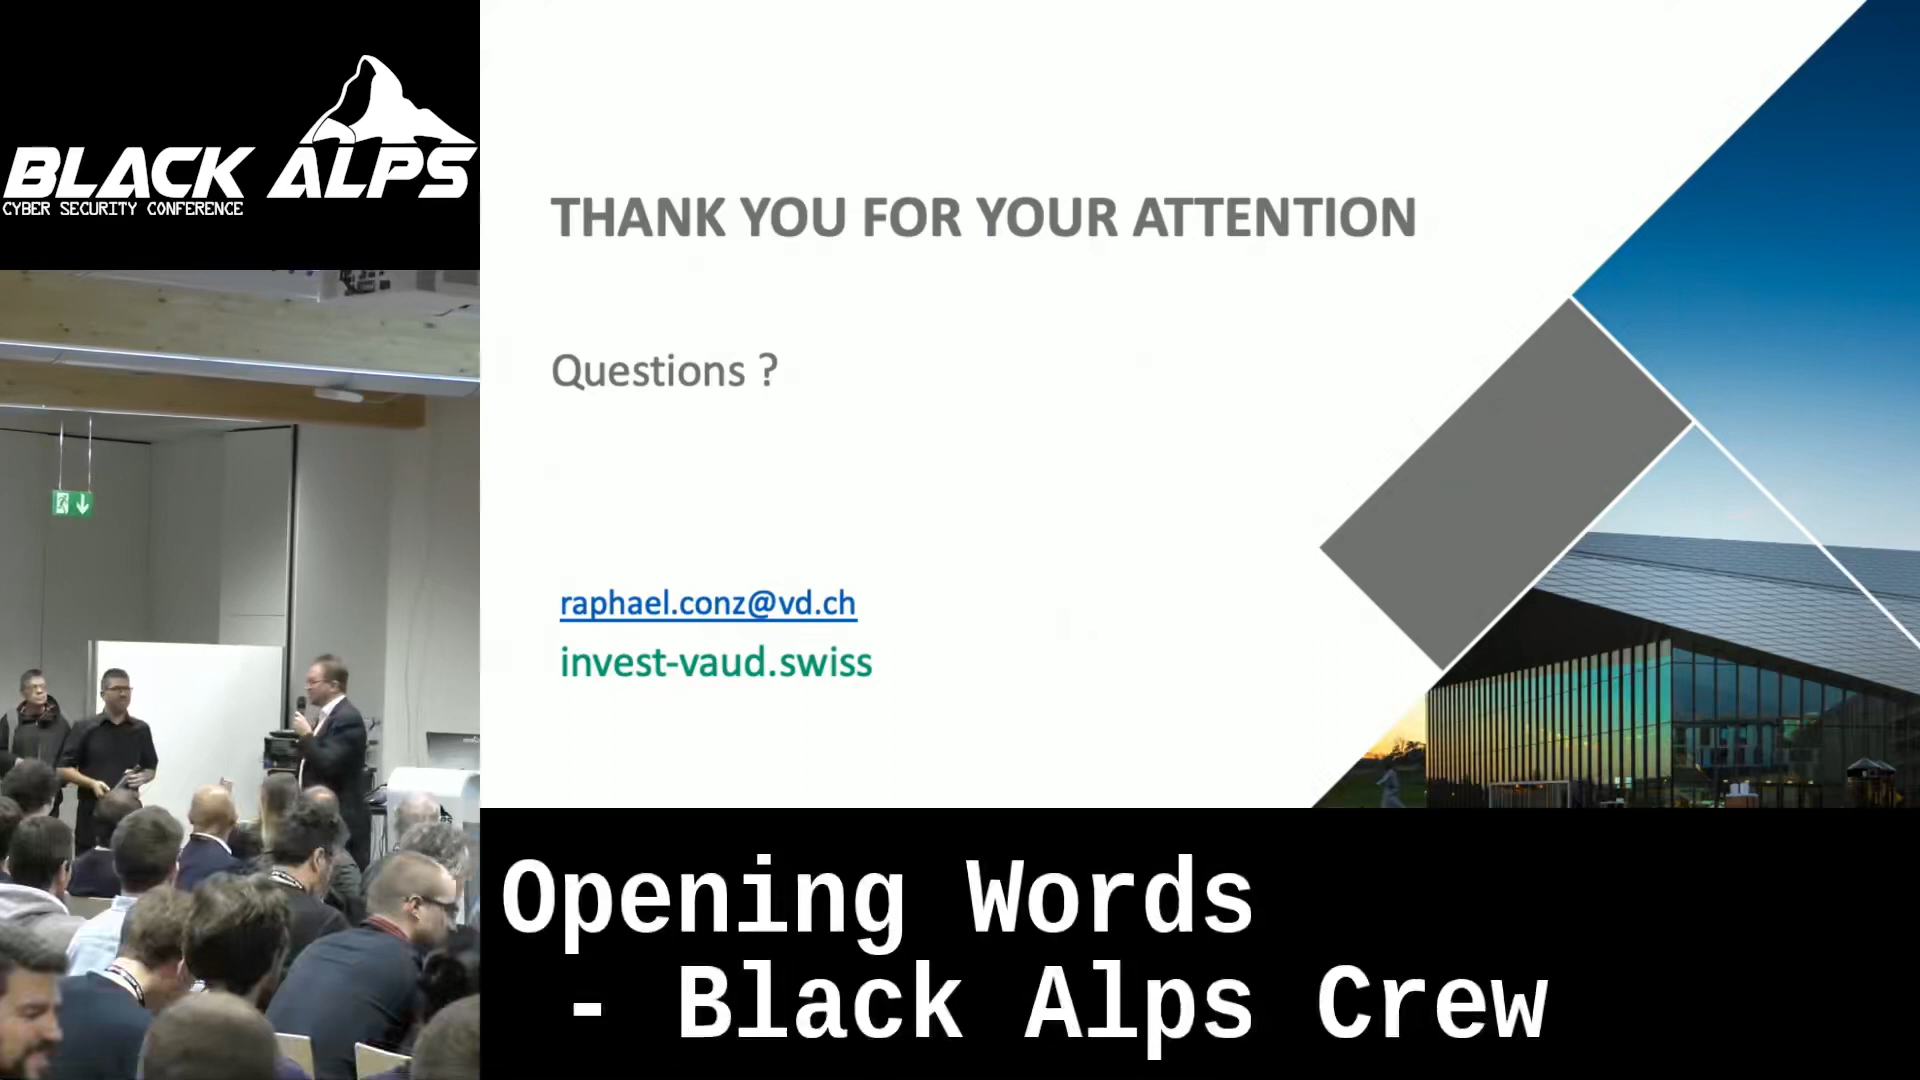 BLACK ALPS
CYBER SECURITY CONFERENCE
THANK YOU FOR YOUR ATTENTION
Questions ?
raphael.conz@vd.ch
invest-vaud.swiss
Opening Words
- Black Alps Crew